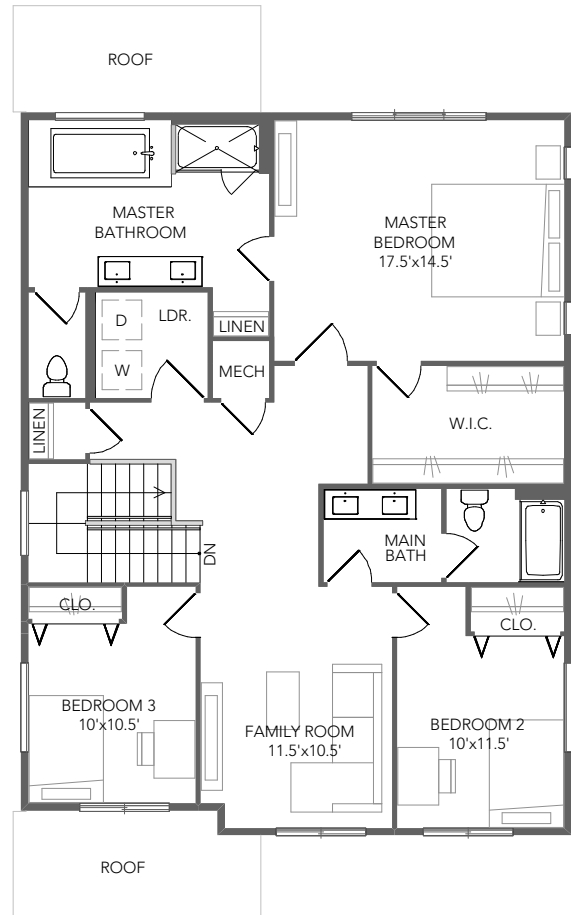 ROOF
MASTER
BATHROOM
MASTER
BEDROOM
17.5'x14.5'
D
LDR.
LINEN
W
MECH
LINEN
W.I.C.
MAIN
BATH
DN
CLO.
CLO.
BEDROOM 3
10'x10.5'
FAMILY ROOM
11.5'x10.5'
BEDROOM 2
10'x11.5'
ROOF